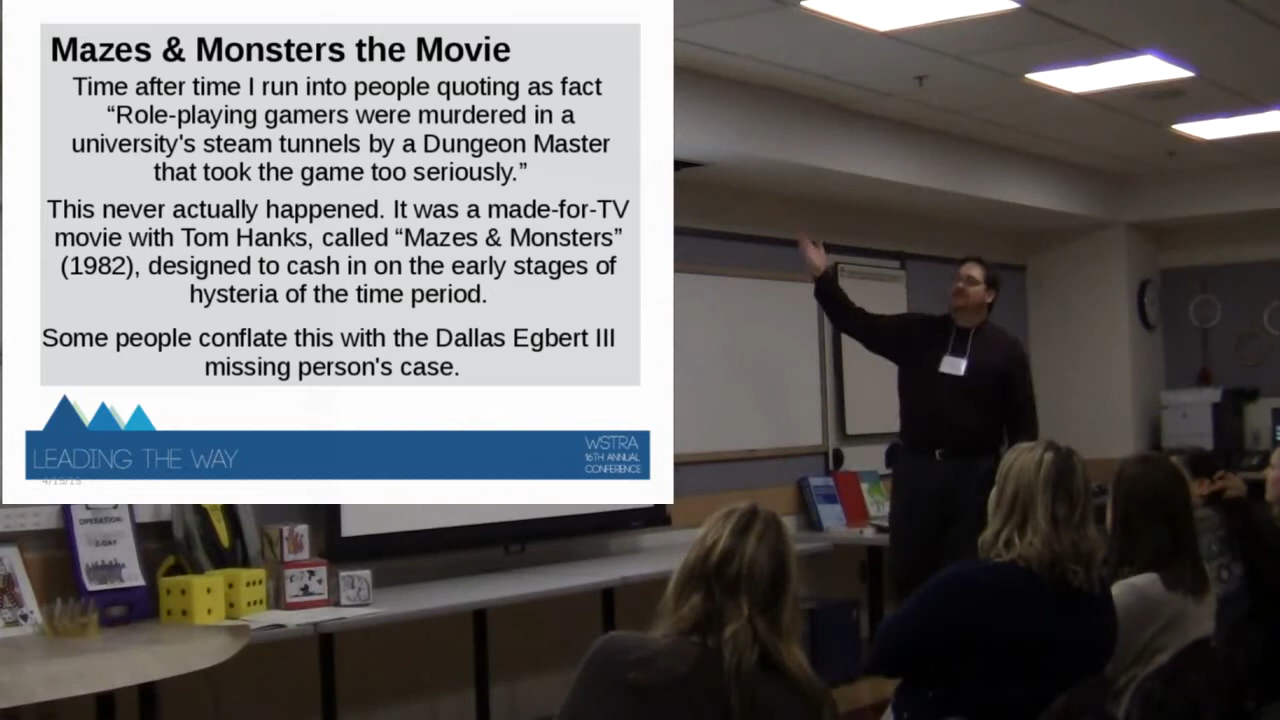 Mazes & Monsters the Movie
Time after time I run into people quoting as fact
“Role-playing gamers were murdered in a
university's steam tunnels by a Dungeon Master
that took the game too seriously.”
This never actually happened. It was a made-for-TV
movie with Tom Hanks, called “Mazes & Monsters”
(1982), designed to cash in on the early stages of
hysteria of the time period.
Some people conflate this with the Dallas Egbert III
missing person's case.
LEADING THE WAY
WSTRA
16TH ANNUAL
CONFERENCE
4/15/15
OPERATION:
Z-DAY